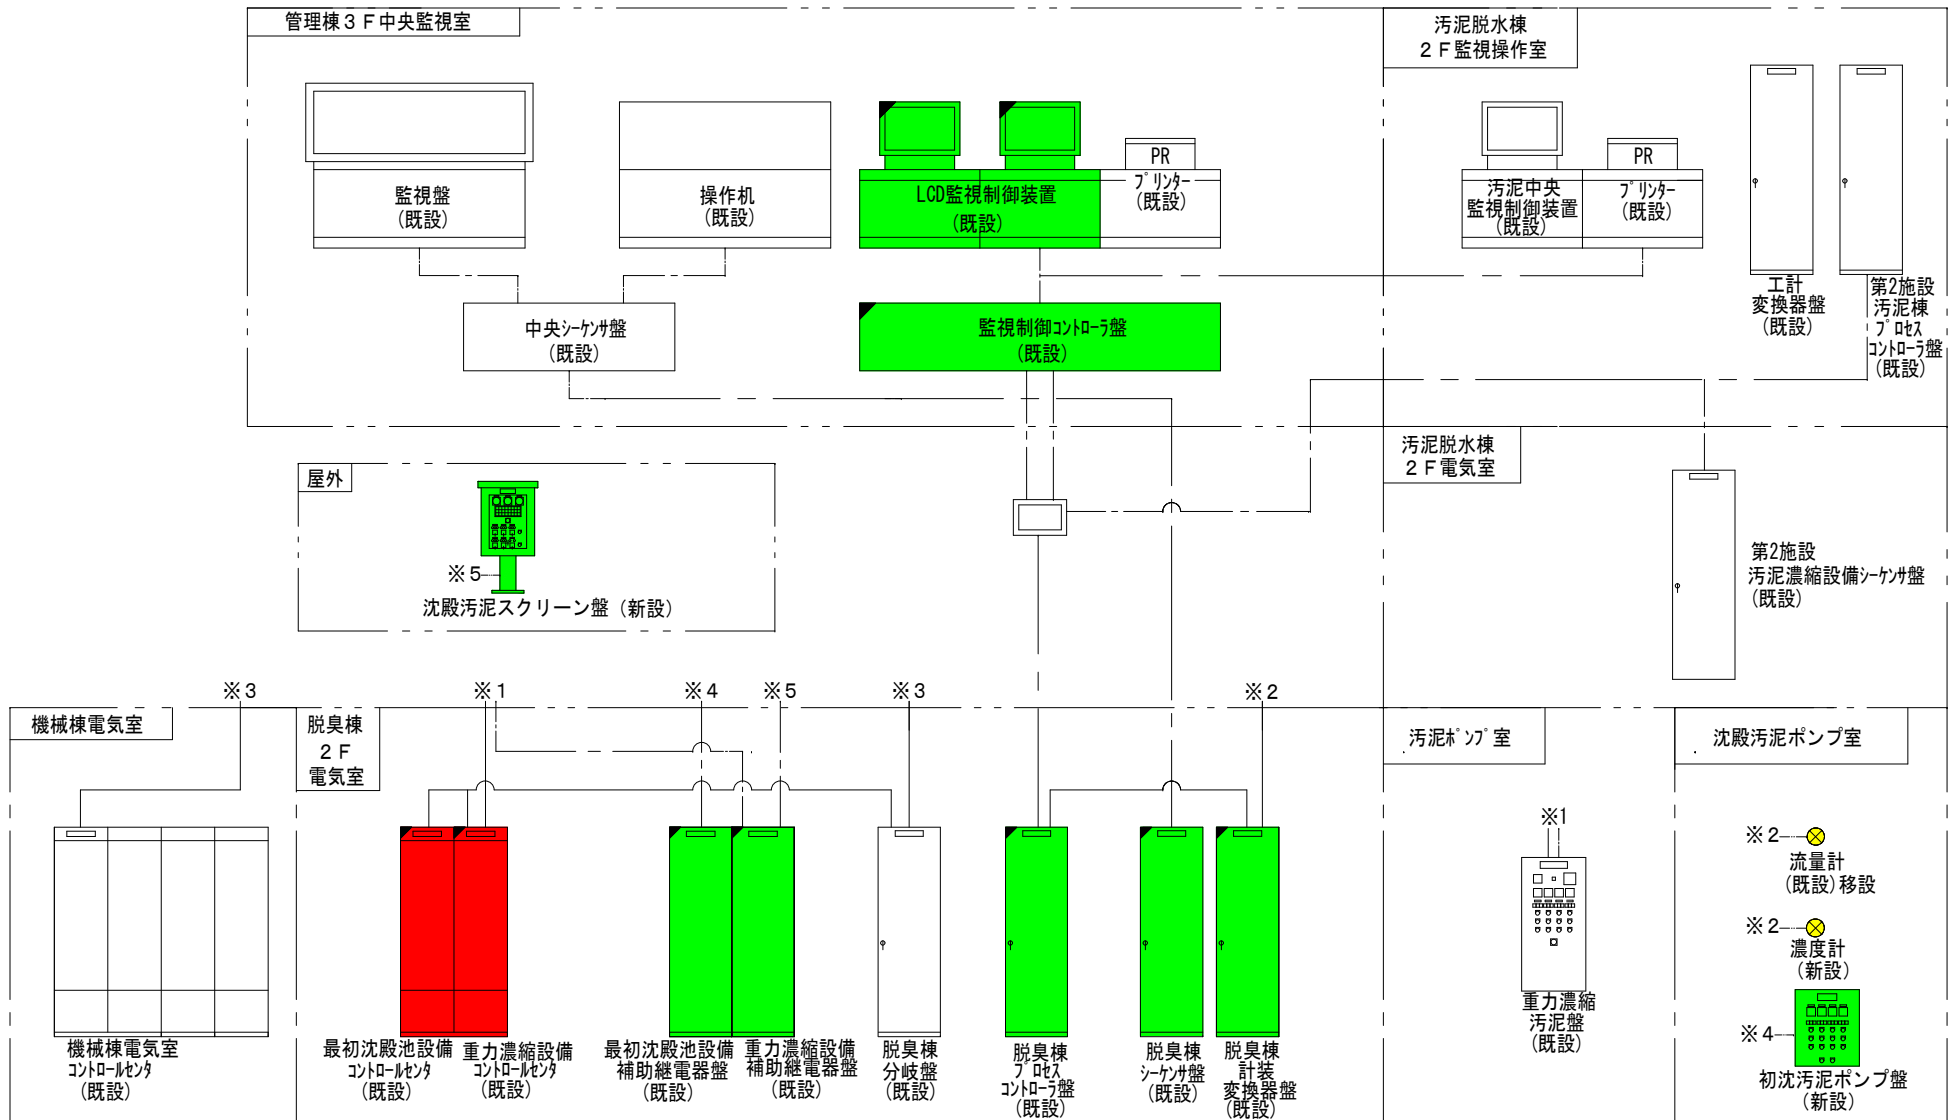 管理棟３Ｆ中央監視室
汚泥脱水棟
２Ｆ監視操作室
監視盤
(既設)
操作机
(既設)
LCD監視制御装置
(既設)
PR
プリンター
(既設)
汚泥中央
監視制御装置
(既設)
PR
プリンター
(既設)
工計
変換器盤
(既設)
第2施設
汚泥棟
プロセス
コントローラ盤
(既設)
中央シーケンサ盤
(既設)
監視制御コントローラ盤
(既設)
汚泥脱水棟
２Ｆ電気室
屋外
※５
沈殿汚泥スクリーン盤（新設）
第2施設
汚泥濃縮設備シーケンサ盤
(既設)
※３
※１
※４
※５
※３
※２
機械棟電気室
脱臭棟
２Ｆ
電気室
汚泥ポンプ室
沈殿汚泥ポンプ室
※1
※２
流量計
(既設)移設
※２
濃度計
(新設)
※４
初沈汚泥ポンプ盤
(新設)
重力濃縮
汚泥盤
(既設)
機械棟電気室
コントロールセンタ
(既設)
最初沈殿池設備
コントロールセンタ
(既設)
重力濃縮設備
コントロールセンタ
(既設)
最初沈殿池設備
補助継電器盤
(既設)
重力濃縮設備
補助継電器盤
(既設)
脱臭棟
分岐盤
(既設)
脱臭棟
プロセス
コントローラ盤
(既設)
脱臭棟
シーケンサ盤
(既設)
脱臭棟
計装
変換器盤
(既設)